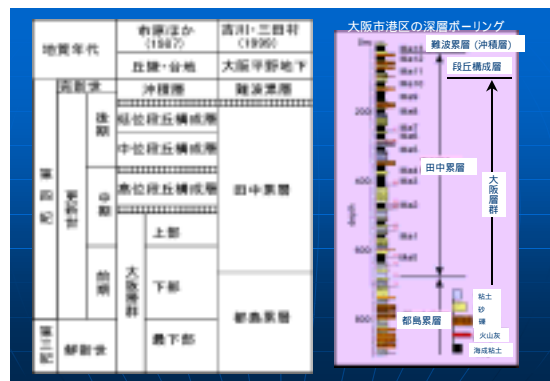 大阪市港区の深層ボーリング
地質年代
市原ほか
(1987)
吉川・三田村
(1999)
丘陵・台地
大阪平野地下
完新世
沖積層
難波累層
後期
低位段丘構成層
中位段丘構成層
第四紀
更新世
中期
高位段丘構成層
田中累層
上部
前期
大阪層群
下部
都島累層
第三紀
鮮新世
最下部
難波累層 (沖積層)
段丘構成層
200
田中累層
400
大阪層群
depth
600
都島累層
800
粘土
砂
礫
火山灰
海成粘土